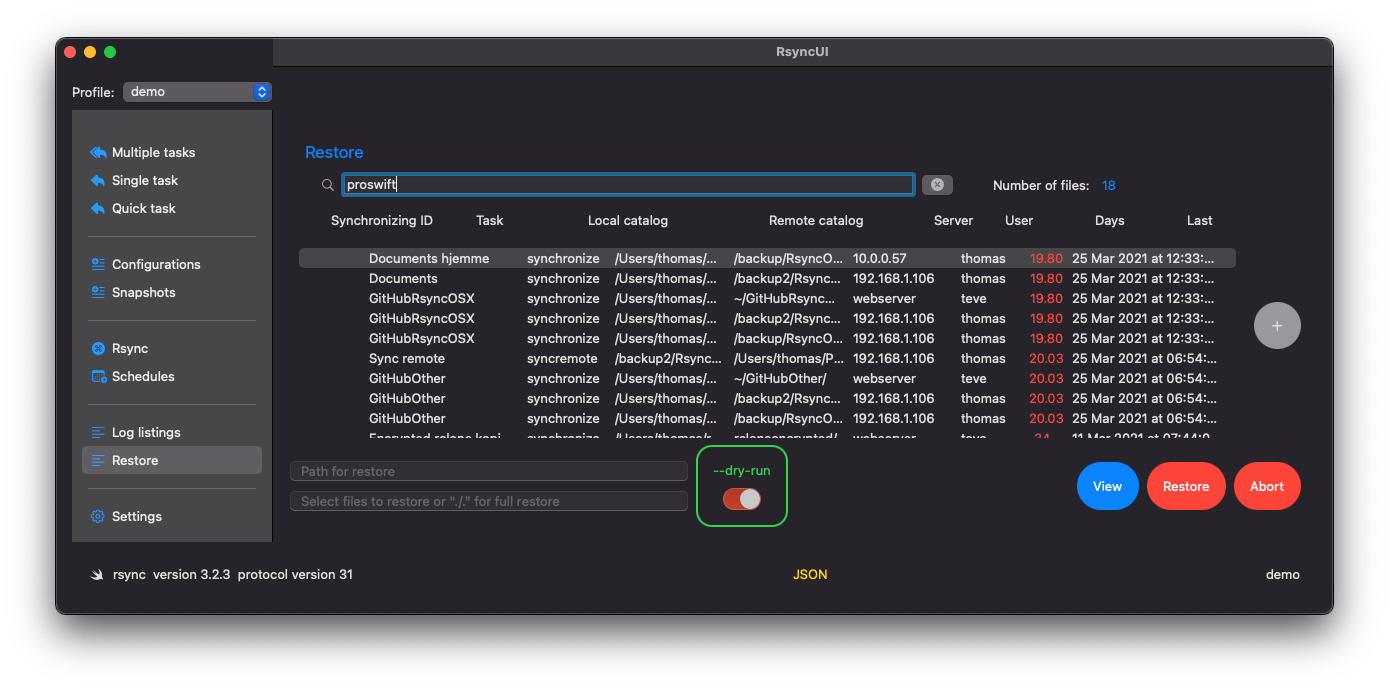 RsyncUI
Profile: demo
Multiple tasks
Single task
Quick task
Configurations
Snapshots
Rsync
Schedules
Log listings
Restore
Settings
Restore
proswift
Number of files: 18
Synchronizing ID Task Local catalog Remote catalog Server User Days Last
Documents hjemme synchronize /Users/thomas/... /backup/RsyncO... 10.0.0.57 thomas 19.80 25 Mar 2021 at 12:33:...
Documents synchronize /Users/thomas/... /backup2/Rsync... 192.168.1.106 thomas 19.80 25 Mar 2021 at 12:33:...
GitHubRsyncOSX synchronize /Users/thomas/... ~/GitHubRsync... webserver teve 19.80 25 Mar 2021 at 12:33:...
GitHubRsyncOSX synchronize /Users/thomas/... /backup2/Rsync... 192.168.1.106 thomas 19.80 25 Mar 2021 at 12:33:...
GitHubRsyncOSX synchronize /Users/thomas/... /backup/RsyncO... 192.168.1.106 thomas 19.80 25 Mar 2021 at 12:33:...
Sync remote syncremote /backup2/Rsync... /Users/thomas/P... 192.168.1.106 thomas 20.03 25 Mar 2021 at 06:54:...
GitHubOther synchronize /Users/thomas/... ~/GitHubOther/ webserver teve 20.03 25 Mar 2021 at 06:54:...
GitHubOther synchronize /Users/thomas/... /backup2/Rsync... 192.168.1.106 thomas 20.03 25 Mar 2021 at 06:54:...
GitHubOther synchronize /Users/thomas/... /backup/RsyncO... 192.168.1.106 thomas 20.03 25 Mar 2021 at 06:54:...
synchronize webserver teve 34 11 Mar 2021
Path for restore
Select files to restore or "./." for full restore
--dry-run
View
Restore
Abort
rsync version 3.2.3 protocol version 31
JSON
demo